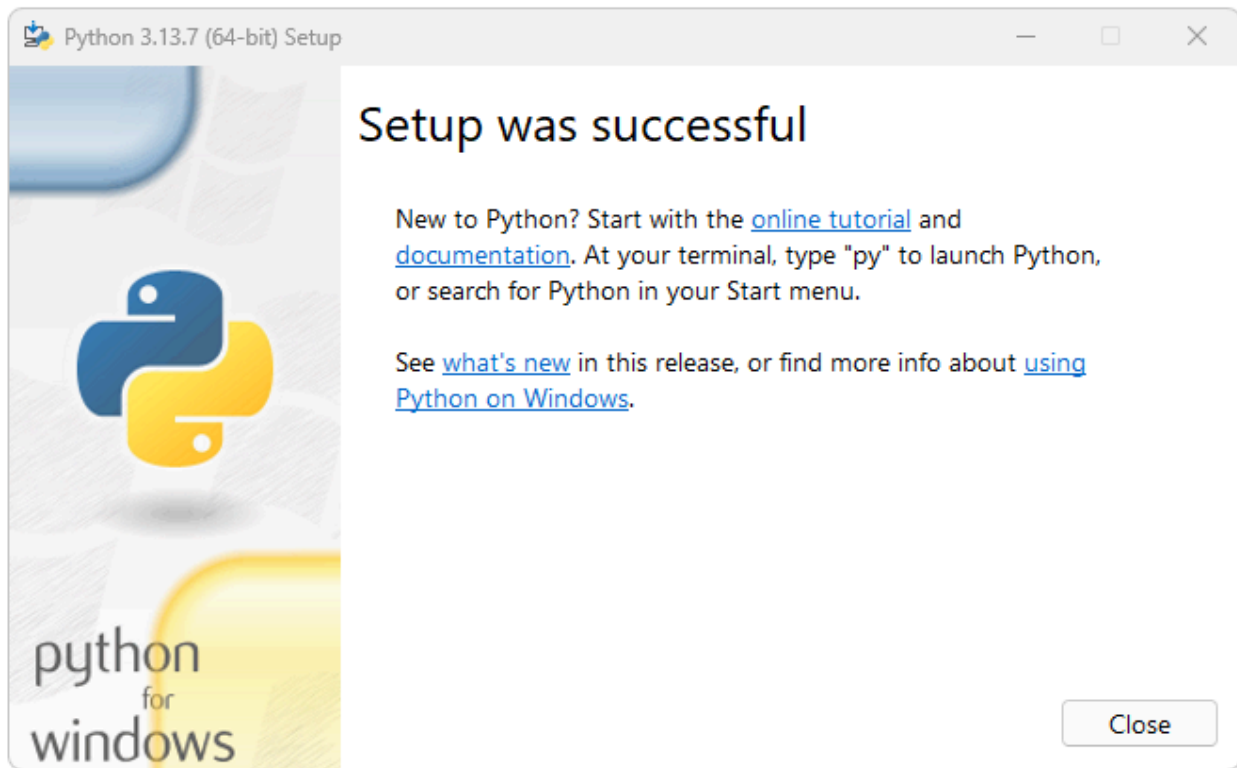 Python 3.13.7 (64-bit) Setup
Setup was successful
New to Python? Start with the online tutorial and
documentation. At your terminal, type "py" to launch Python,
or search for Python in your Start menu.
See what's new in this release, or find more info about using
Python on Windows.
python
for
windows
Close